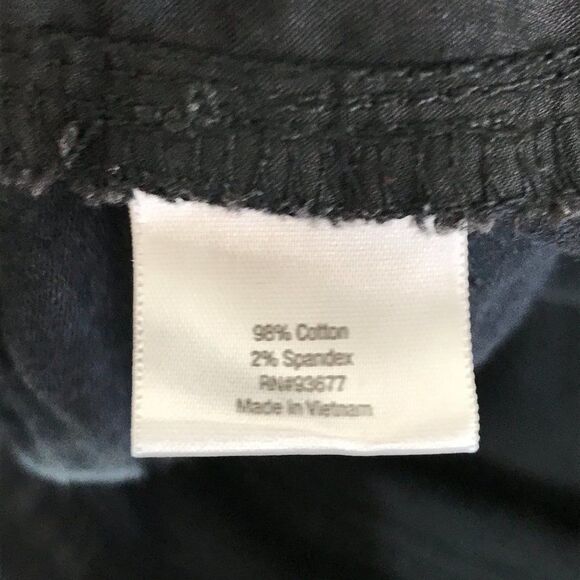 98% Cotton
2% Spandex
RN#93677
Made in Vietnam